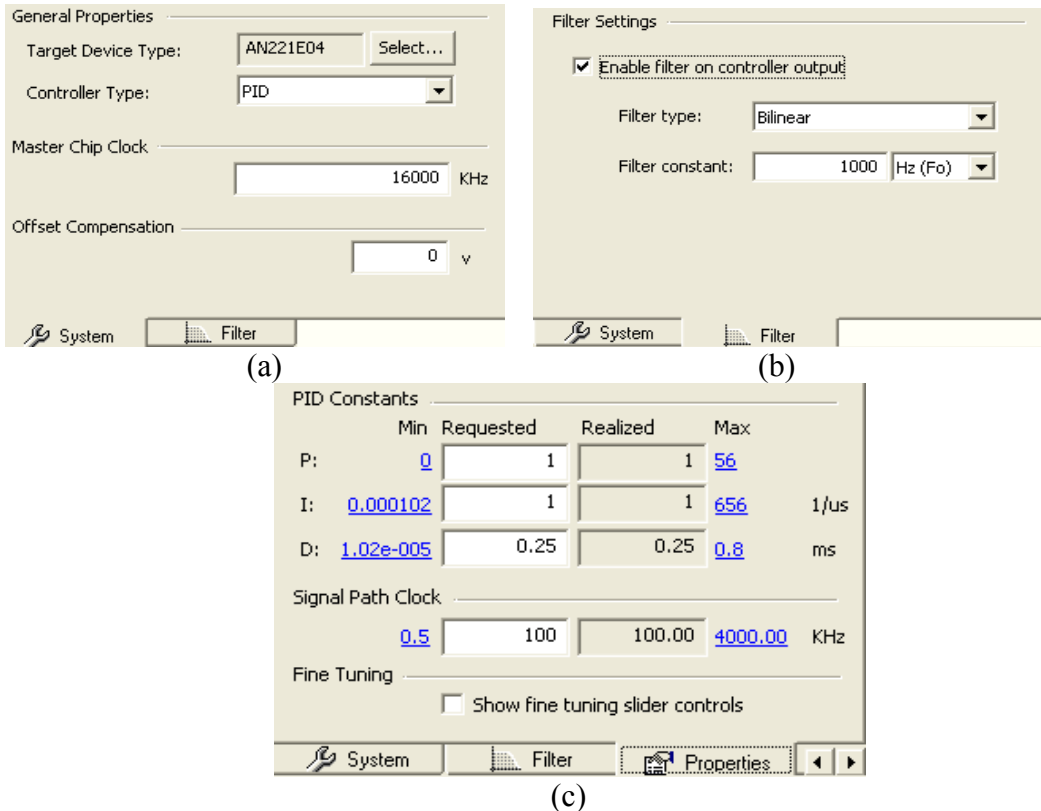 General Properties
Target Device Type: AN221E04 Select...
Controller Type: PID
Master Chip Clock
16000 KHz
Offset Compensation
0 v
System Filter
(a)
Filter Settings
Enable filter on controller output
Filter type: Bilinear
Filter constant: 1000 Hz (Fo)
System Filter
(b)
PID Constants
Min Requested Realized Max
P: 0 1 1 56
I: 0.000102 1 1 656 1/us
D: 1.02e-005 0.25 0.25 0.8 ms
Signal Path Clock
0.5 100 100.00 4000.00 KHz
Fine Tuning
Show fine tuning slider controls
System Filter Properties
(c)